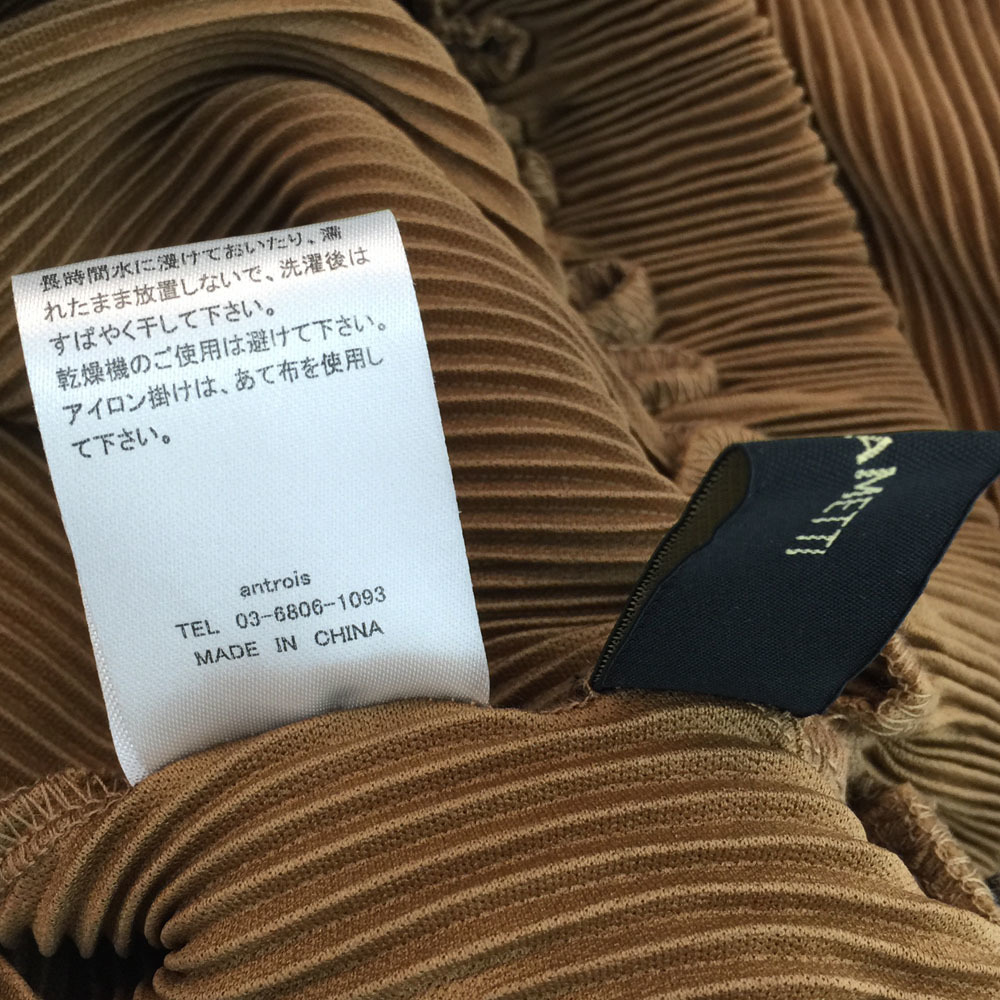 長時間水に浸けておいたり、濡
れたまま放置しないで、洗濯後は
すばやく干して下さい。
乾燥機のご使用は避けて下さい。
アイロン掛けは、あて布を使用し
て下さい。
antrois
TEL 03-6806-1093
MADE IN CHINA
AMETTI